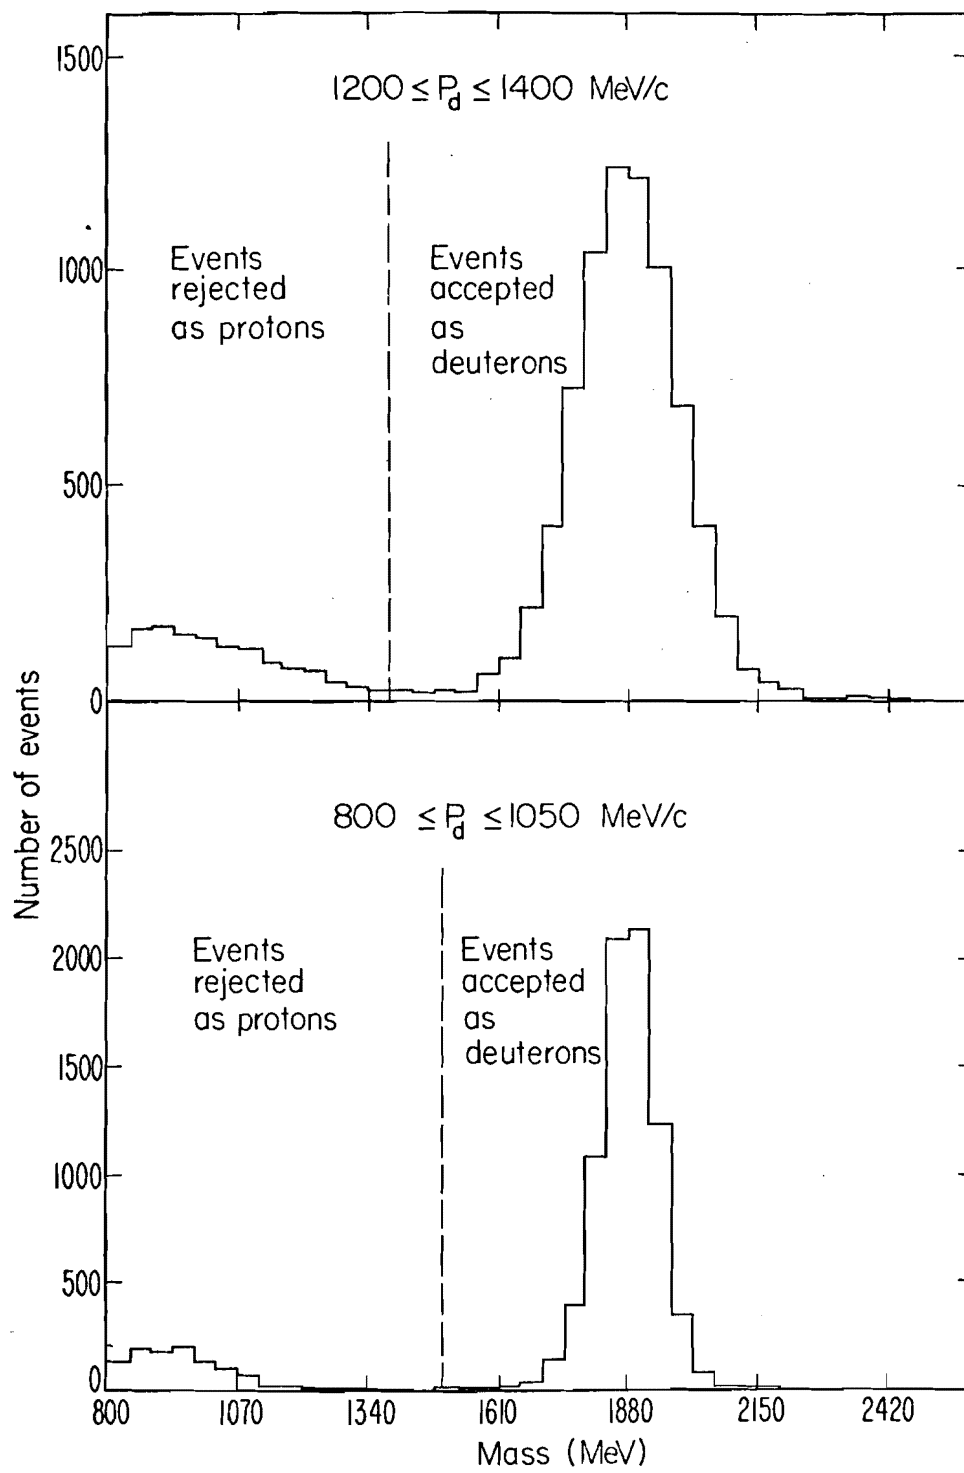 1500
1200 ≤ Pd ≤ 1400 MeV/c
1000
Events
rejected
as protons
Events
accepted
as
deuterons
500
0
Number of events
800 ≤ Pd ≤ 1050 MeV/c
2500
2000
Events
rejected
as protons
Events
accepted
as
deuterons
1500
1000
500
0
800 1070 1340 1610 1880 2150 2420
Mass (MeV)